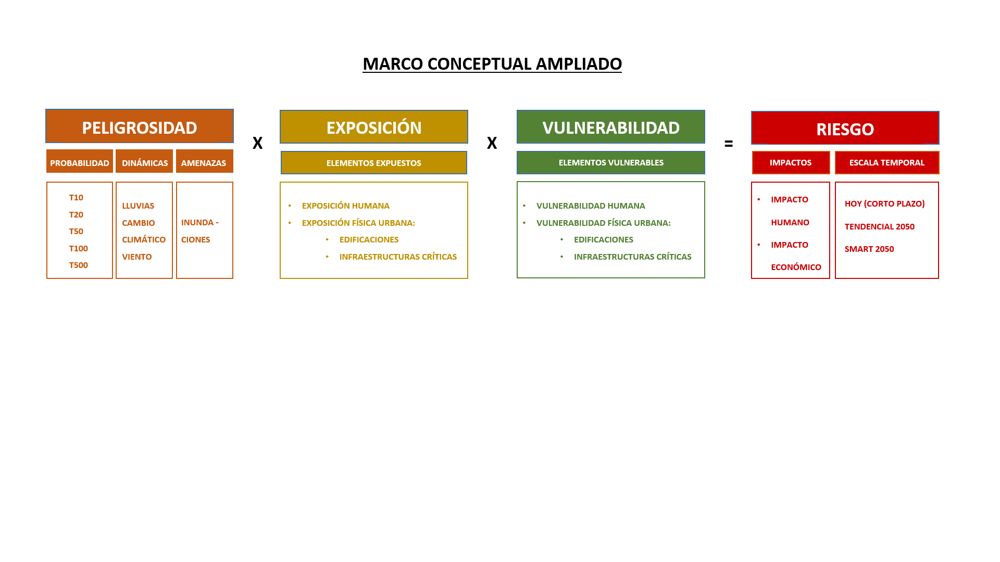 MARCO CONCEPTUAL AMPLIADO
PELIGROSIDAD
PROBABILIDAD
DINÁMICAS
AMENAZAS
T10
T20
T50
T100
T500
LLUVIAS
CAMBIO
CLIMÁTICO
VIENTO
INUNDA -
CIONES
X
EXPOSICIÓN
ELEMENTOS EXPUESTOS
• EXPOSICIÓN HUMANA
• EXPOSICIÓN FÍSICA URBANA:
• EDIFICACIONES
• INFRAESTRUCTURAS CRÍTICAS
X
VULNERABILIDAD
ELEMENTOS VULNERABLES
• VULNERABILIDAD HUMANA
• VULNERABILIDAD FÍSICA URBANA:
• EDIFICACIONES
• INFRAESTRUCTURAS CRÍTICAS
=
RIESGO
IMPACTOS
ESCALA TEMPORAL
• IMPACTO
HUMANO
• IMPACTO
ECONÓMICO
HOY (CORTO PLAZO)
TENDENCIAL 2050
SMART 2050